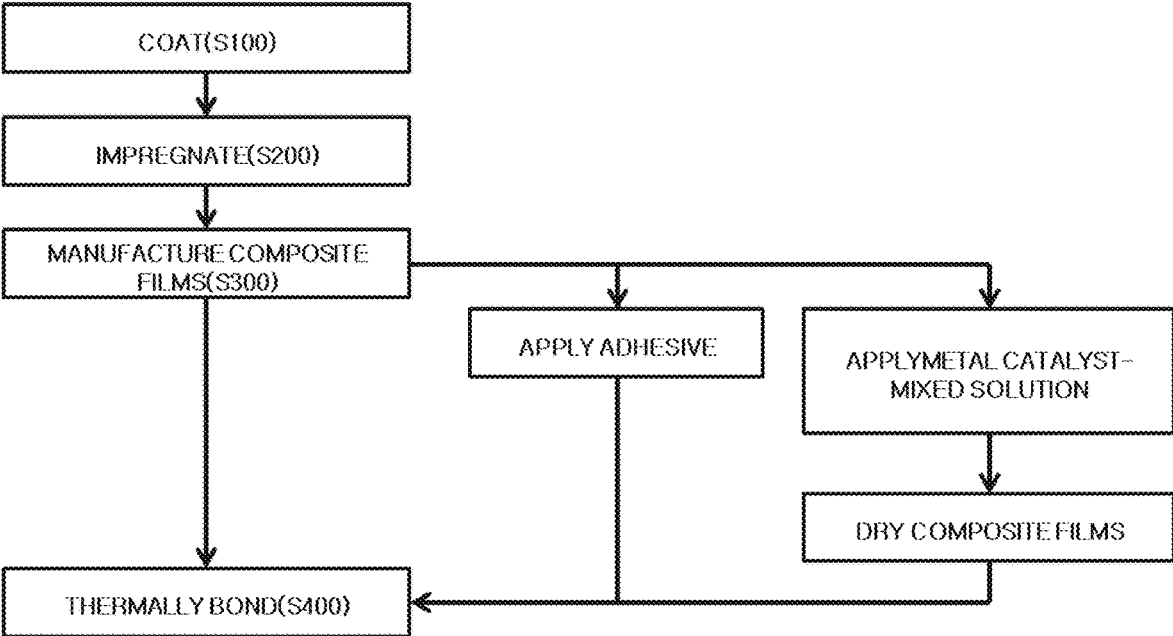 COAT(S100)
IMPREGNATE(S200)
MANUFACTURE COMPOSITE
FILMS(S300)
APPLY ADHESIVE
APPLYMETAL CATALYST-
MIXED SOLUTION
DRY COMPOSITE FILMS
THERMALLY BOND(S400)